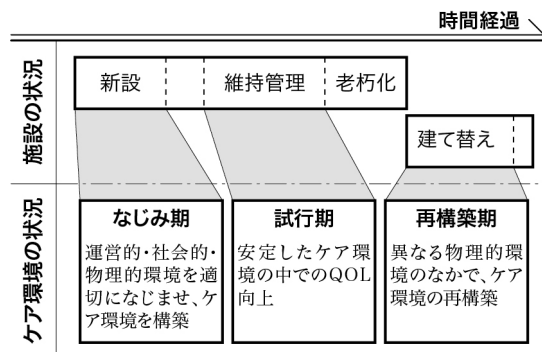 時間経過
施設の状況
新設
維持管理
老朽化
建て替え
ケア環境の状況
なじみ期
運営的・社会的・
物理的環境を適
切になじませ、ケ
ア環境を構築
試行期
安定したケア環
境の中でのQOL
向上
再構築期
異なる物理的環
境のなかで、ケア
環境の再構築